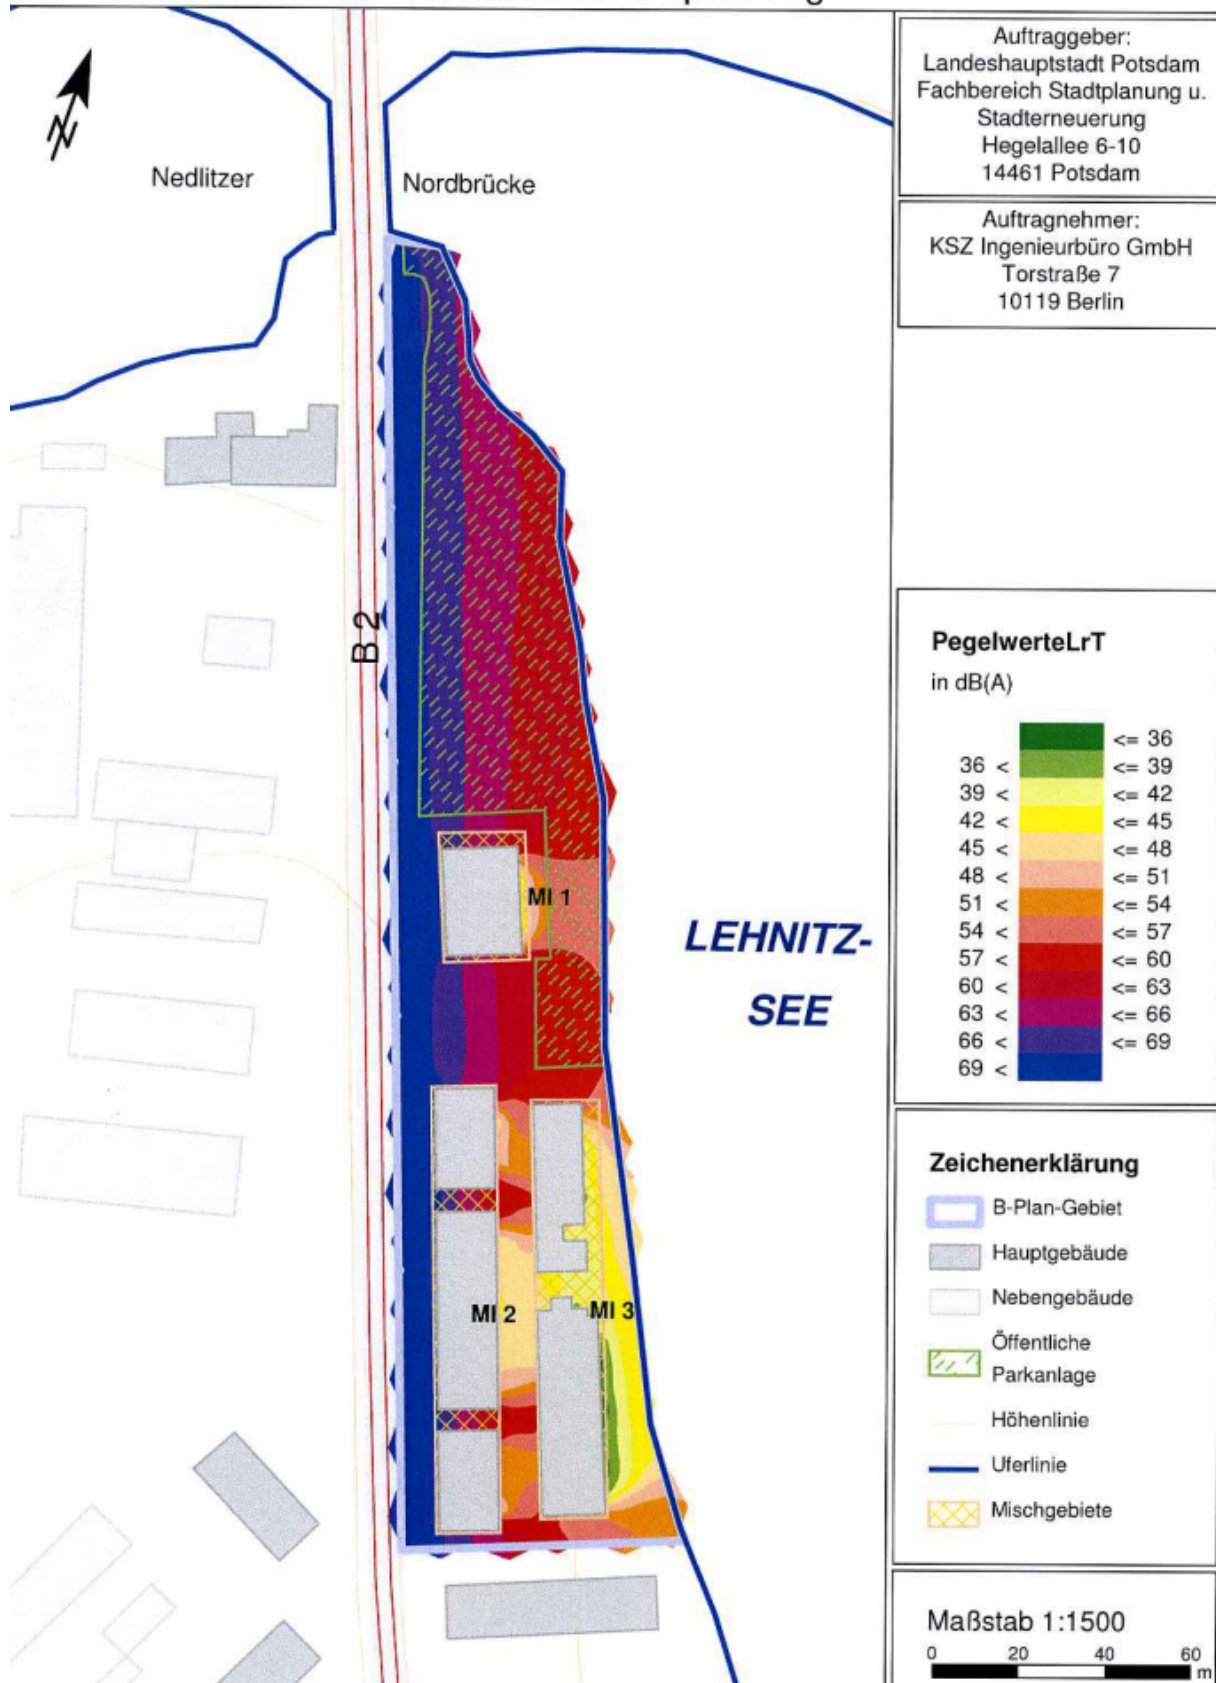 Auftraggeber:
Landeshauptstadt Potsdam
Fachbereich Stadtplanung u.
Stadterneuerung
Hegelallee 6-10
14461 Potsdam
Auftragnehmer:
KSZ Ingenieurbüro GmbH
Torstraße 7
10119 Berlin
N
Nedlitzer
Nordbrücke
B 2
MI 1
LEHNITZ-
SEE
MI 2
MI 3
PegelwerteLrT
in dB(A)
<= 36
36 < <= 39
39 < <= 42
42 < <= 45
45 < <= 48
48 < <= 51
51 < <= 54
54 < <= 57
57 < <= 60
60 < <= 63
63 < <= 66
66 < <= 69
69 <
Zeichenerklärung
B-Plan-Gebiet
Hauptgebäude
Nebengebäude
Öffentliche
Parkanlage
Höhenlinie
Uferlinie
Mischgebiete
Maßstab 1:1500
0 20 40 60
m